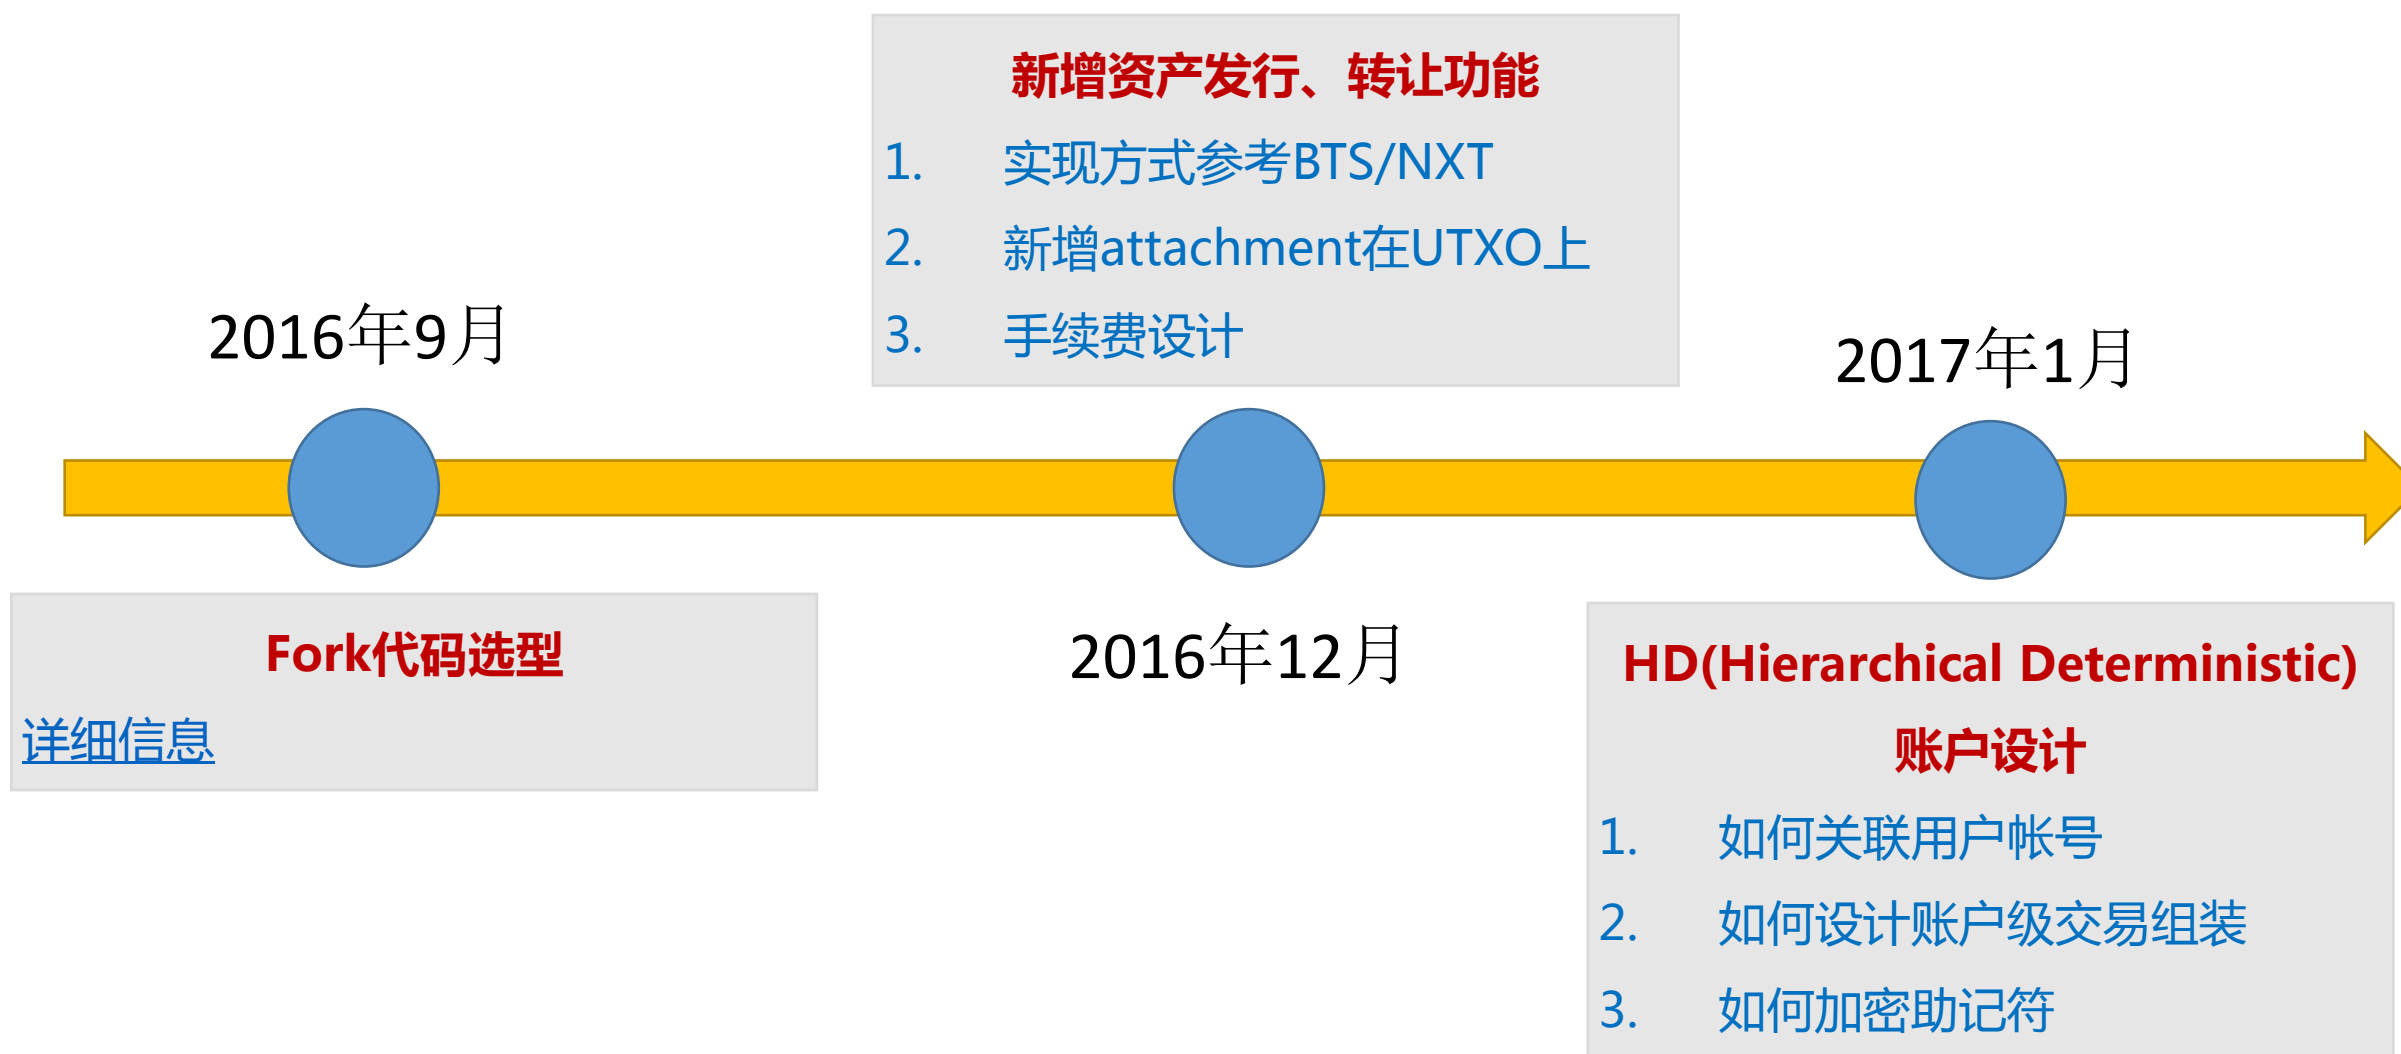 新增资产发行、转让功能
1. 实现方式参考BTS/NXT
2. 新增attachment在UTXO上
3. 手续费设计
2016年9月
2017年1月
Fork代码选型
详细信息
2016年12月
HD(Hierarchical Deterministic)
账户设计
1. 如何关联用户帐号
2. 如何设计账户级交易组装
3. 如何加密助记符